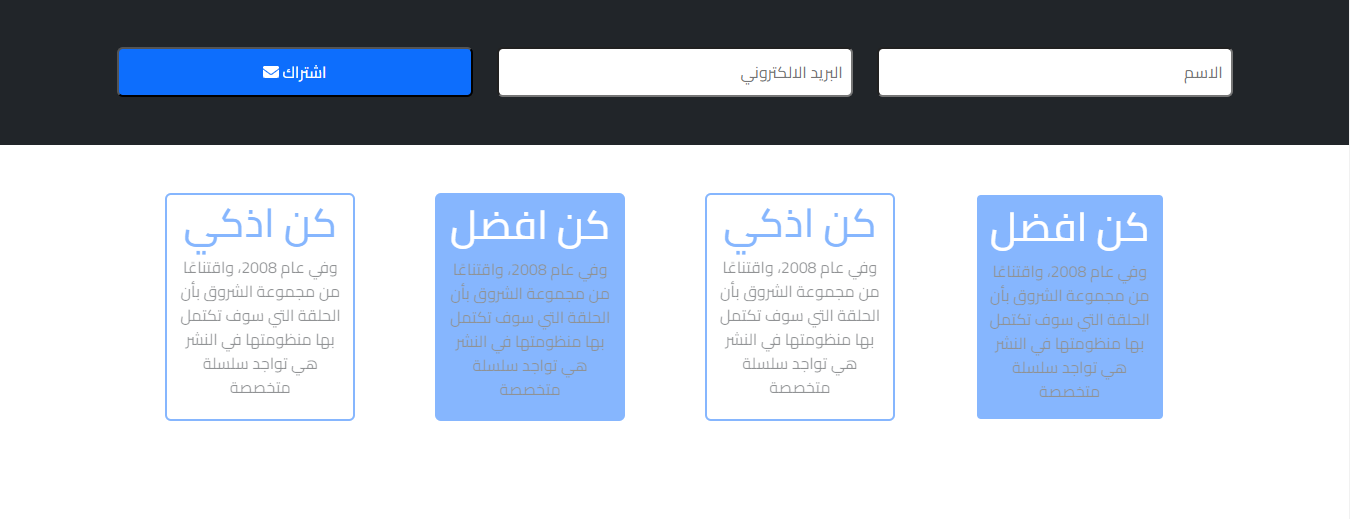 الاسم
البريد الالكتروني
اشتراك
كن افضل
وفي عام 2008، واقتناعًا
من مجموعة الشروق بأن
الحلقة التي سوف تكتمل
بها منظومتها في النشر
هي تواجد سلسلة
متخصصة
كن اذكي
وفي عام 2008، واقتناعًا
من مجموعة الشروق بأن
الحلقة التي سوف تكتمل
بها منظومتها في النشر
هي تواجد سلسلة
متخصصة
كن افضل
وفي عام 2008، واقتناعًا
من مجموعة الشروق بأن
الحلقة التي سوف تكتمل
بها منظومتها في النشر
هي تواجد سلسلة
متخصصة
كن اذكي
وفي عام 2008، واقتناعًا
من مجموعة الشروق بأن
الحلقة التي سوف تكتمل
بها منظومتها في النشر
هي تواجد سلسلة
متخصصة